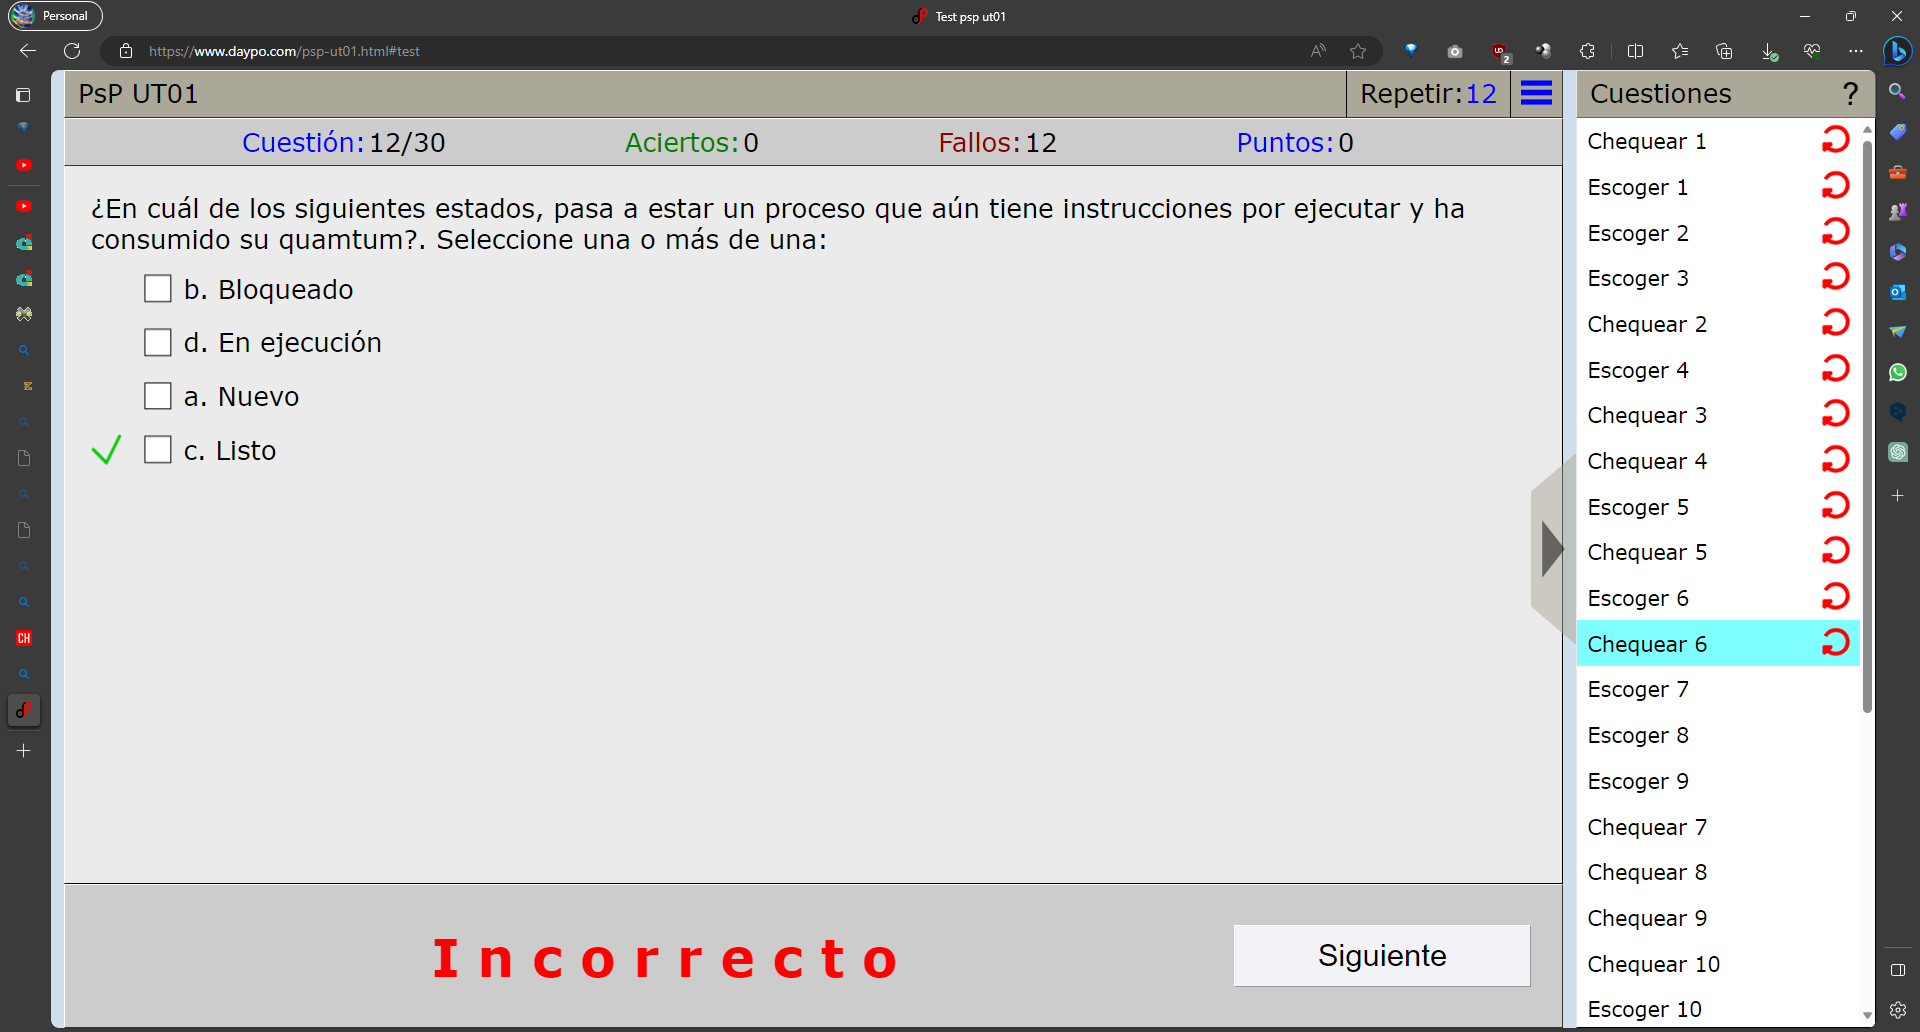 Personal
Test psp ut01
https://www.daypo.com/psp-ut01.html#test
PsP UT01
Repetir:12
Cuestiones
?
Cuestión:12/30
Aciertos:0
Fallos:12
Puntos:0
¿En cuál de los siguientes estados, pasa a estar un proceso que aún tiene instrucciones por ejecutar y ha
consumido su quamtum?. Seleccione una o más de una:
b. Bloqueado
d. En ejecución
a. Nuevo
c. Listo
Incorrecto
Siguiente
Chequear 1
Escoger 1
Escoger 2
Escoger 3
Chequear 2
Escoger 4
Chequear 3
Chequear 4
Escoger 5
Chequear 5
Escoger 6
Chequear 6
Escoger 7
Escoger 8
Escoger 9
Chequear 7
Chequear 8
Chequear 9
Chequear 10
Escoger 10
CH
2